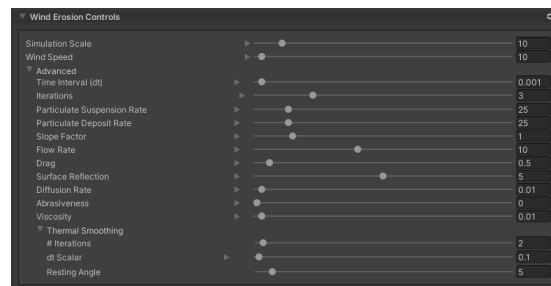 Wind Erosion Controls
Simulation Scale 10
Wind Speed 10
Advanced
Time Interval (dt) 0.001
Iterations 3
Particulate Suspension Rate 25
Particulate Deposit Rate 25
Slope Factor 1
Flow Rate 10
Drag 0.5
Surface Reflection 5
Diffusion Rate 0.01
Abrasiveness 0
Viscosity 0.01
Thermal Smoothing
# Iterations 2
dt Scalar 0.1
Resting Angle 5